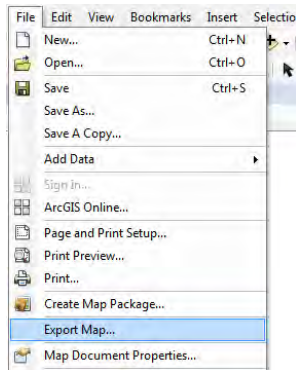 File Edit View Bookmarks Insert Selectio
New... Ctrl+N
Open... Ctrl+O
Save Ctrl+S
Save As...
Save A Copy...
Add Data
Sign In...
ArcGIS Online...
Page and Print Setup...
Print Preview...
Print...
Create Map Package...
Export Map...
Map Document Properties...